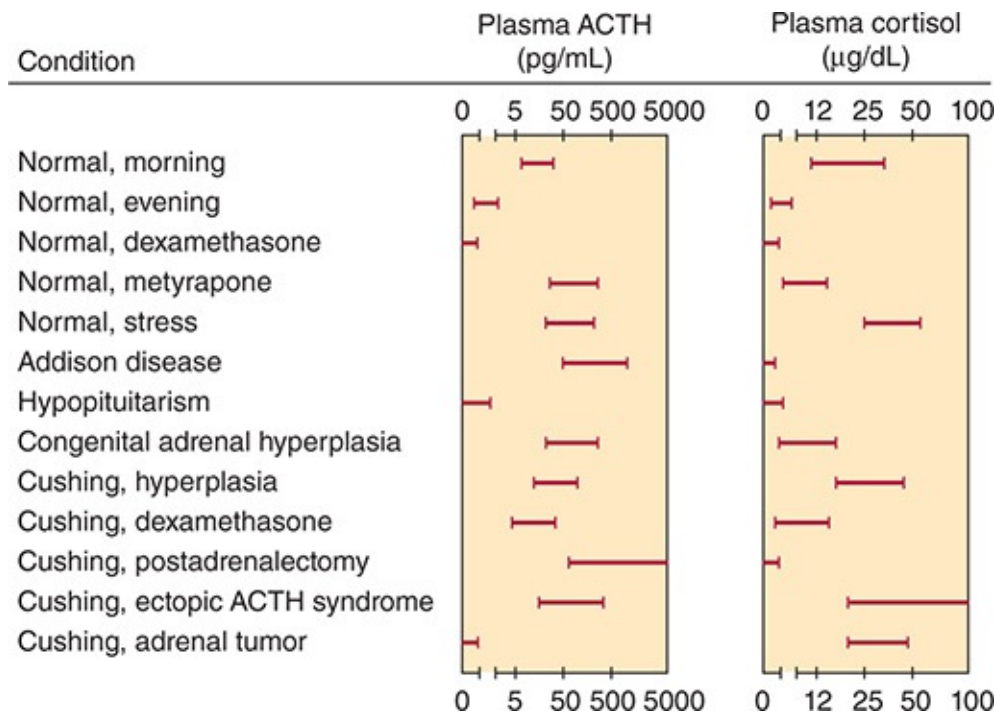 Plasma ACTH Plasma cortisol
Condition (pg/mL) (μg/dL)
0 5 50 500 5000 0 12 25 50 100
Normal, morning
Normal, evening
Normal, dexamethasone
Normal, metyrapone
Normal, stress
Addison disease
Hypopituitarism
Congenital adrenal hyperplasia
Cushing, hyperplasia
Cushing, dexamethasone
Cushing, postadrenalectomy
Cushing, ectopic ACTH syndrome
Cushing, adrenal tumor
0 5 50 500 5000 0 12 25 50 100